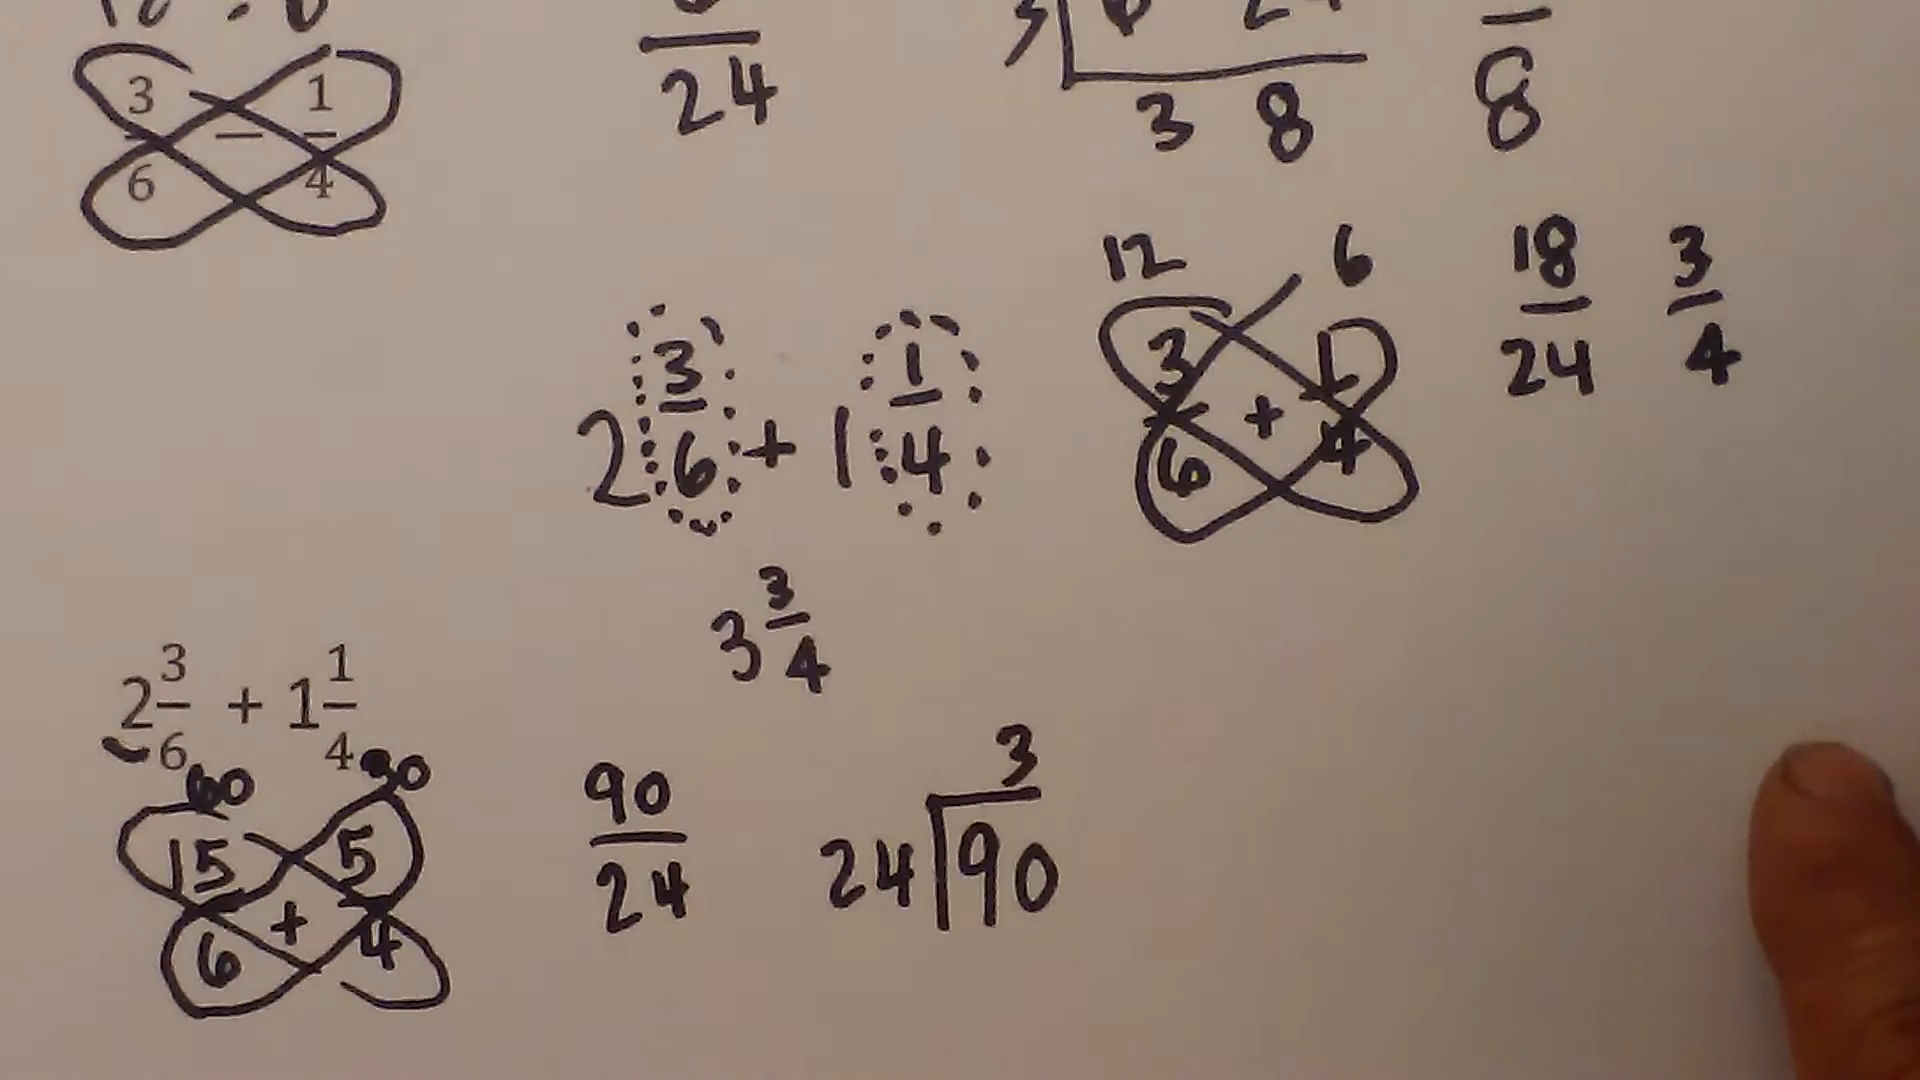 3/6 − 1/4
24
3 8
8
2 3/6 + 1 1/4
12 6
3/6 + 1/4
18/24 3/4
3 3/4
2 3/6 + 1 1/4
60 30
15/6 + 5/4
90/24
3
24 90